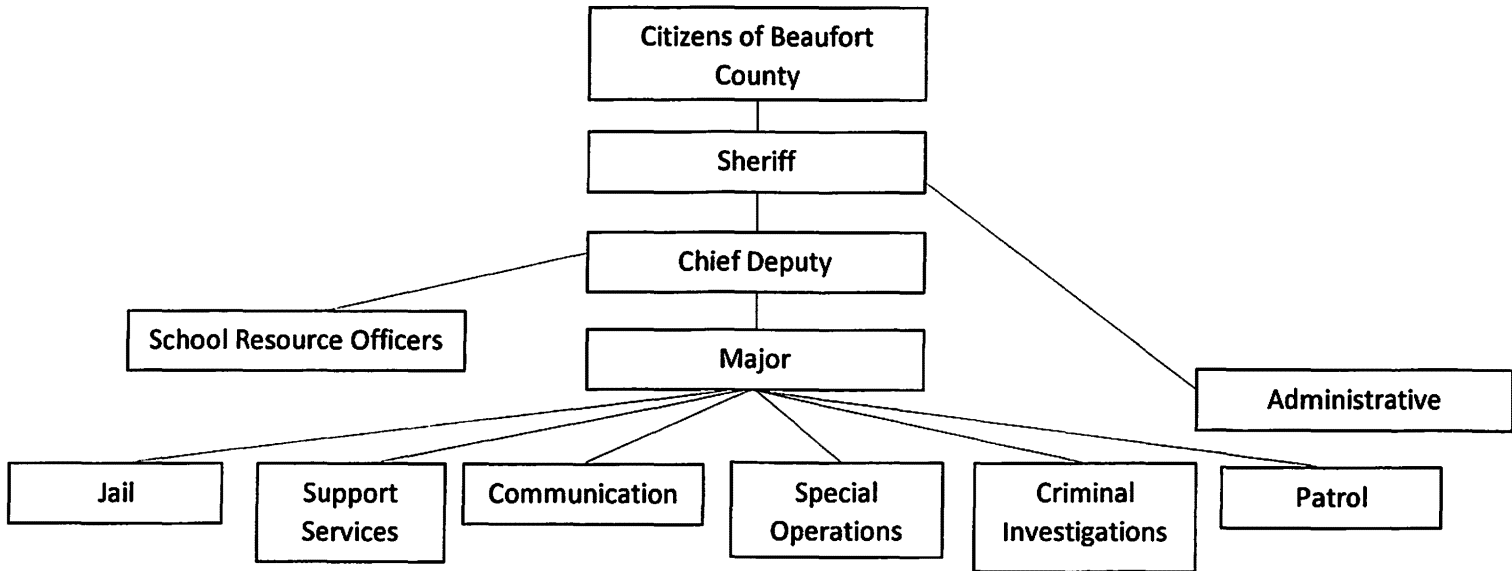 Citizens of Beaufort
County
Sheriff
Chief Deputy
School Resource Officers
Major
Administrative
Jail
Support
Services
Communication
Special
Operations
Criminal
Investigations
Patrol